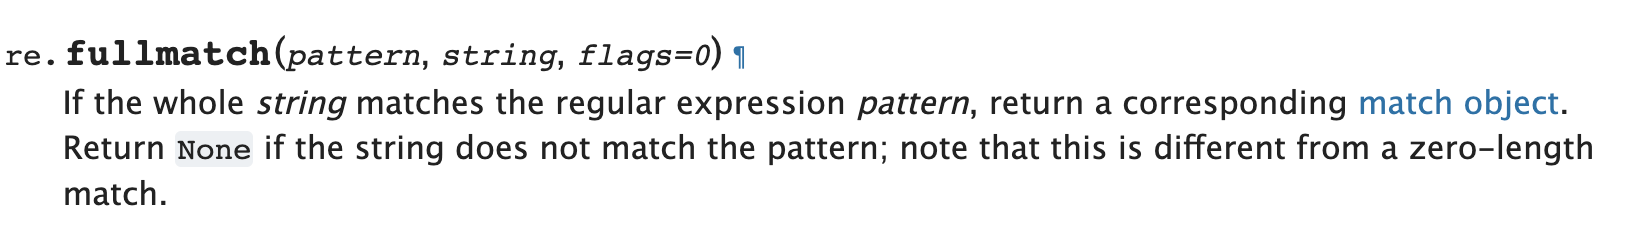 re.fullmatch(pattern, string, flags=0)¶
If the whole string matches the regular expression pattern, return a corresponding match object.
Return None if the string does not match the pattern; note that this is different from a zero-length
match.